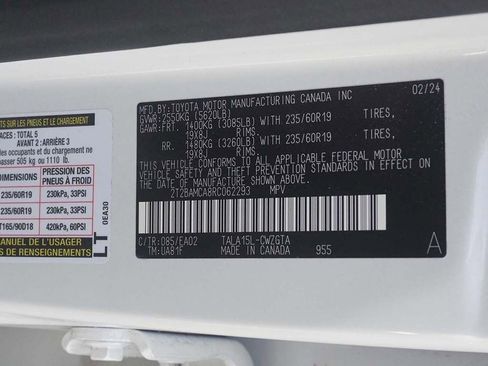 MFD.BY:TOYOTA MOTOR MANUFACTURING CANADA INC 02/24
GVWR:2550KG (5620LB)
GAWR:FRT. 1400KG (3085LB)WITH 235/60R19 TIRES,
19X8J RIMS,
RR. 1480KG (3260LB)WITH 235/60R19 TIRES,
19X8J RIMS,
THIS VEHICLE CONFORMS TO ALL APPLICABLE FEDERAL MOTOR
VEHICLE SAFETY AND THEFT PREVENTION STANDARDS IN EFFECT
ON THE DATE OF MANUFACTURE SHOWN ABOVE.
2T2BAMCA8RC062293 MPV
C/TR:085/EA02 TALA15L-CWZGTA
TM:UA81F MADE IN CANADA 955 A
SUR LES PNEUS ET LE CHARGEMENT
ACES: TOTAL 5
AVANT 2: ARRIÈRE 3
es occupants et du chargement ne
passer 505 kg ou 1110 lb.
DIMENSIONS PRESSION DES PNEUS À FROID
235/60R19 230kPa, 33PSI
235/60R19 230kPa, 33PSI
T165/90D18 420kPa, 60PSI
MANUEL DE L'USAGER
DE RENSEIGNEMENTS
LT 0EA30